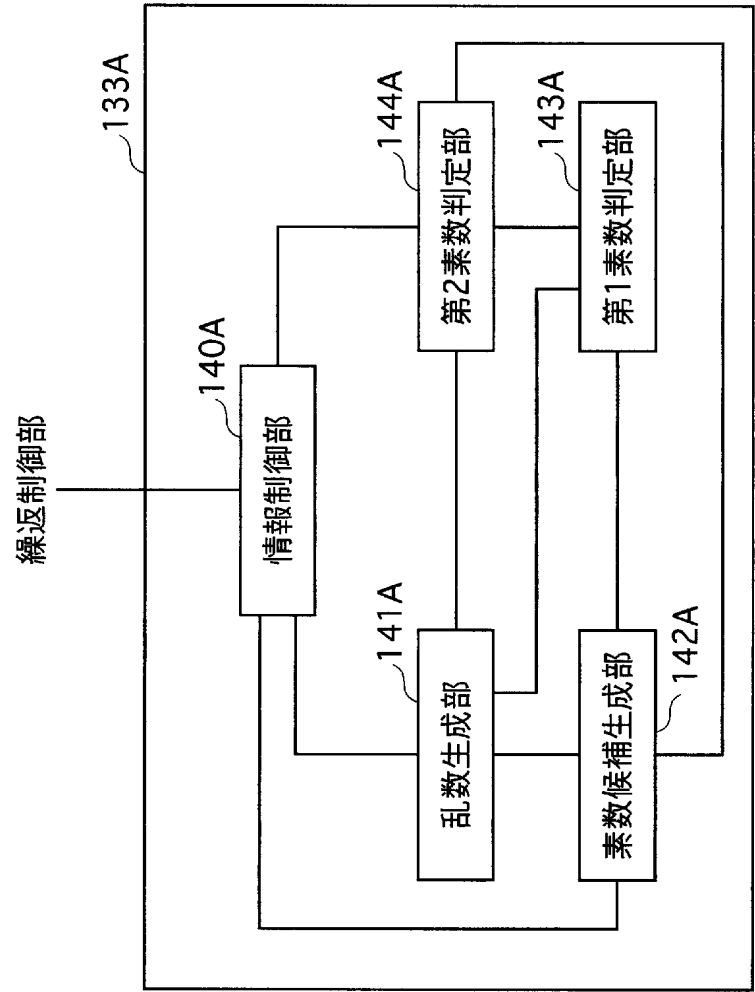 繰返制御部
133A
140A
情報制御部
141A
乱数生成部
144A
第2素数判定部
142A
素数候補生成部
143A
第1素数判定部